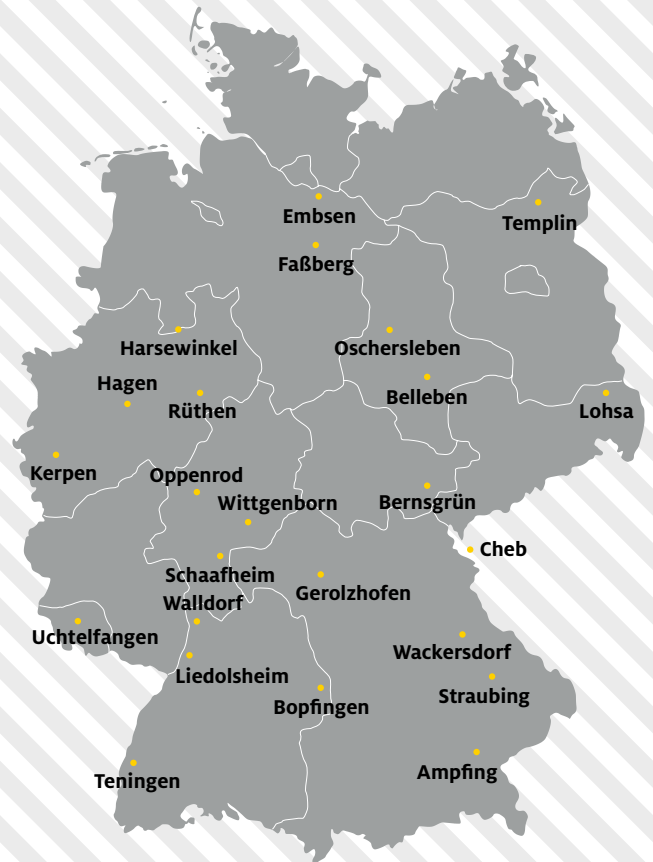 Embsen
Templin
Faßberg
Harsewinkel
Oschersleben
Hagen
Belleben
Rüthen
Lohsa
Kerpen
Oppenrod
Wittgenborn
Bernsgrün
Cheb
Schaafheim
Gerolzhofen
Walldorf
Uchtelfangen
Wackersdorf
Liedolsheim
Straubing
Bopfingen
Ampfing
Teningen